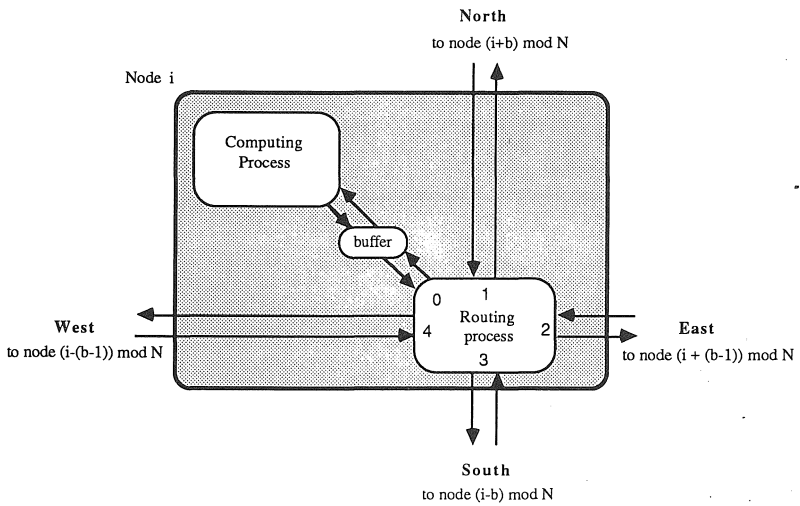 North
to node (i+b) mod N
Node i
Computing
Process
buffer
0
1
Routing
process
2
3
4
West
to node (i-(b-1)) mod N
East
to node (i + (b-1)) mod N
South
to node (i-b) mod N